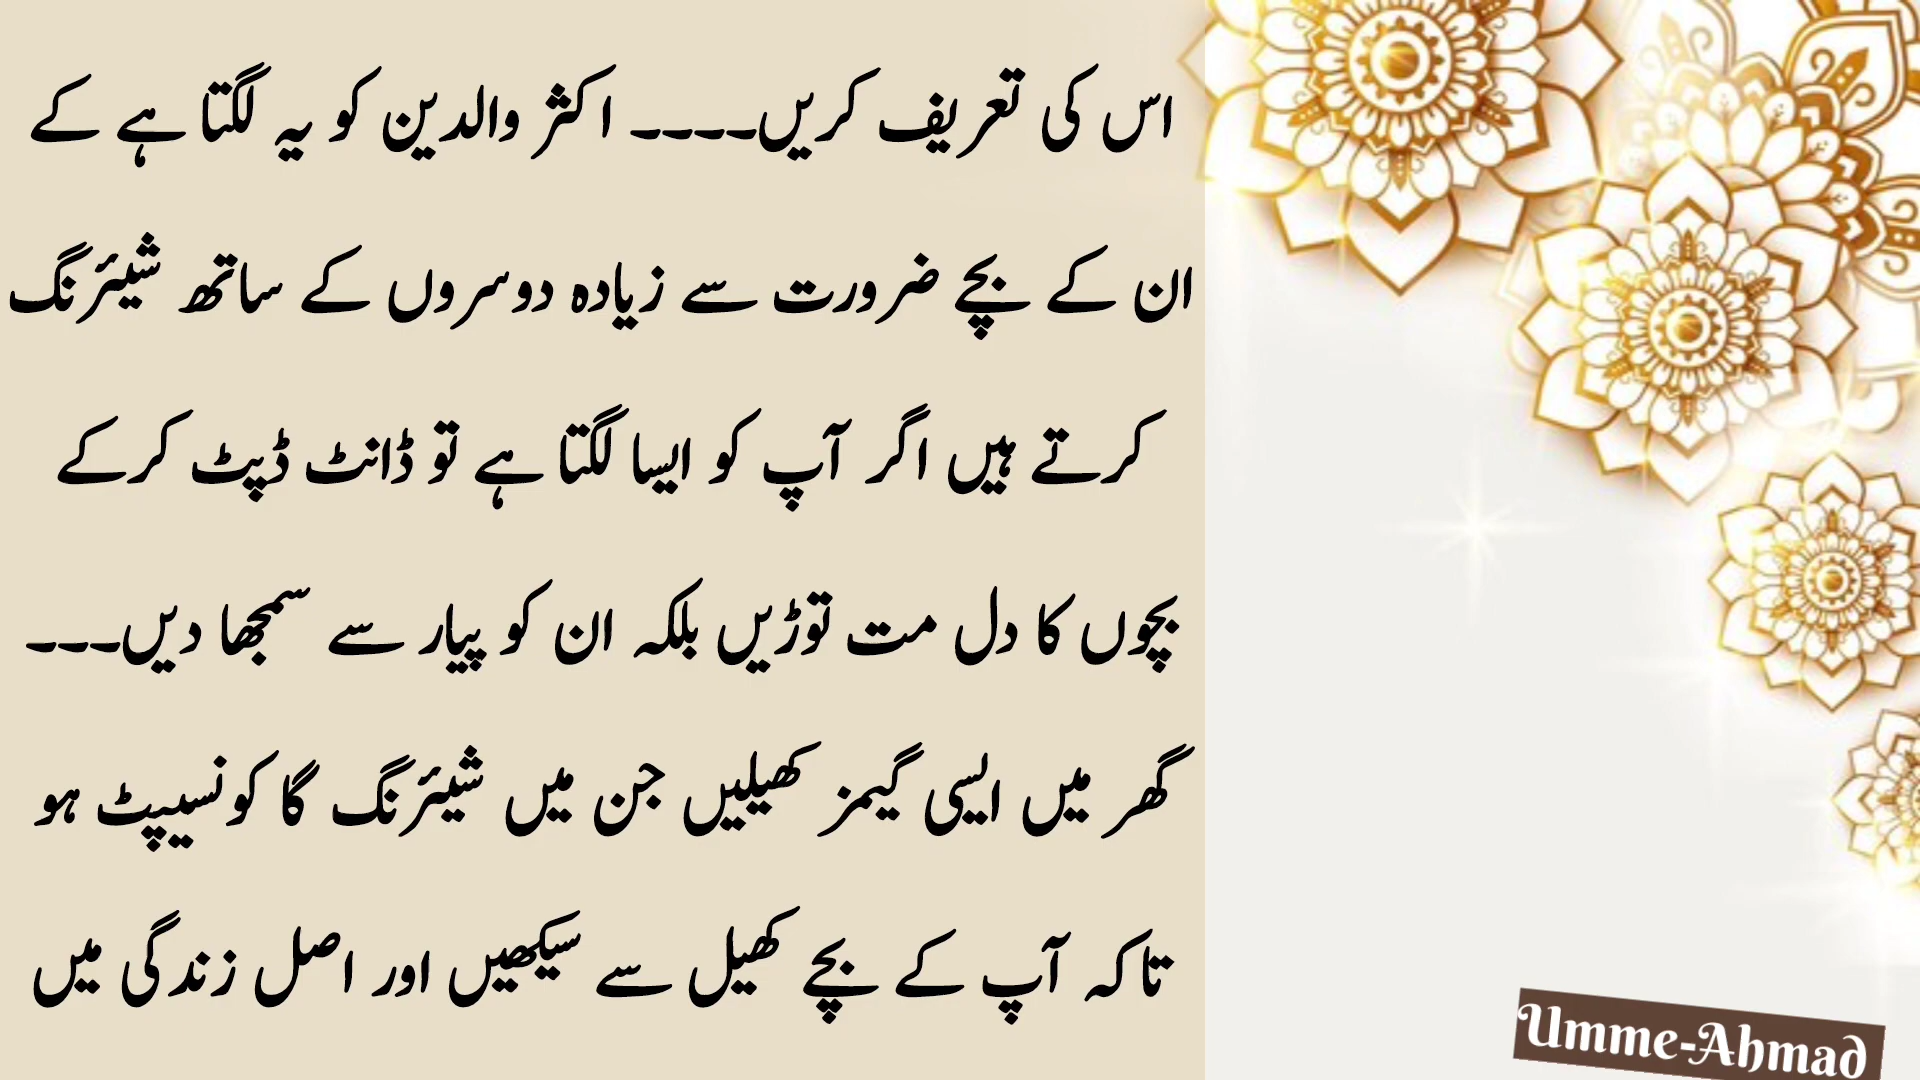 اس کی تعریف کریں۔۔۔۔ اکثر والدین کو یہ لگتا ہے کے
ان کے بچے ضرورت سے زیادہ دوسروں کے ساتھ شیئرنگ
کرتے ہیں اگر آپ کو ایسا لگتا ہے تو ڈانٹ ڈپٹ کرکے
بچوں کا دل مت توڑیں بلکہ ان کو پیار سے سمجھا دیں۔۔۔
گھر میں ایسی گیمز کھیلیں جن میں شیئرنگ گا کونسیپٹ ہو
تاکہ آپ کے بچے کھیل سے سیکھیں اور اصل زندگی میں
Umme-Ahmad